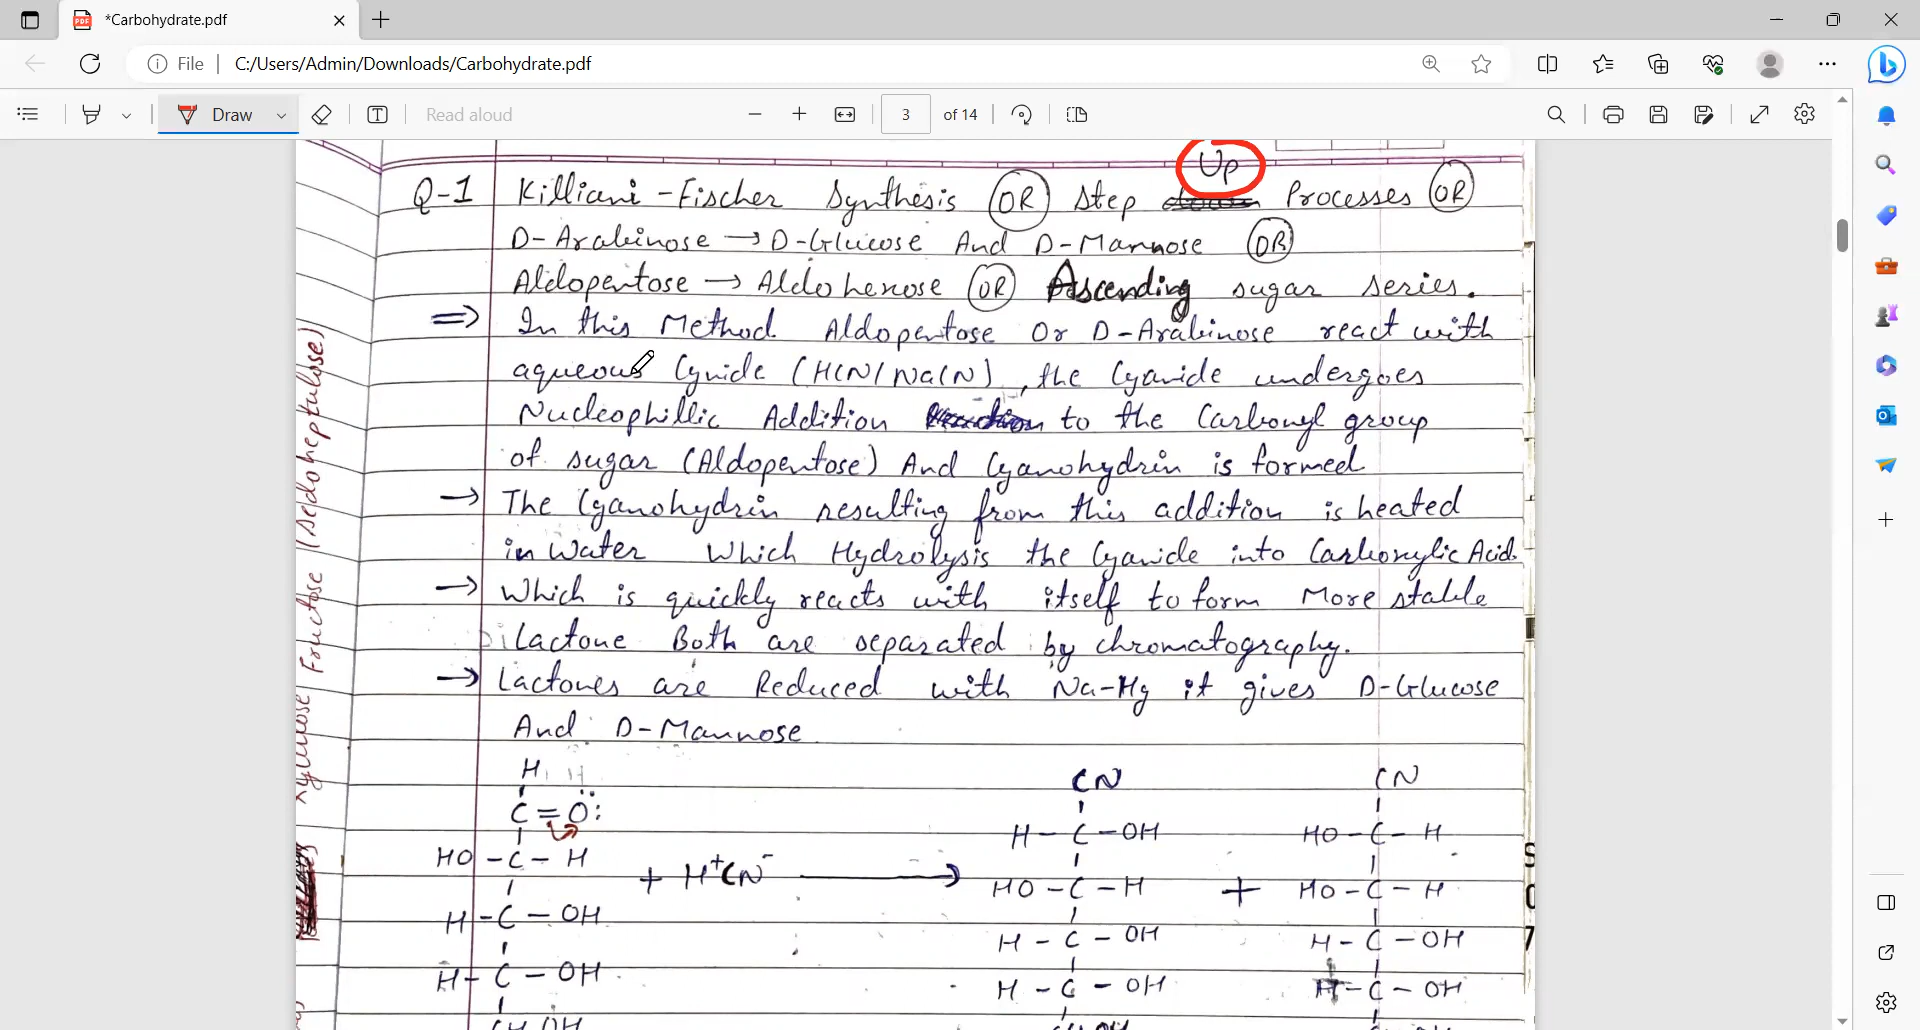 *Carbohydrate.pdf
File C:/Users/Admin/Downloads/Carbohydrate.pdf
Draw Read aloud 3 of 14
Up
Q-1 Killiani-Fischer Synthesis (OR) Step Processes (OR)
D-Arabinose → D-Glucose And D-Mannose (OR)
Aldopentose → Aldohexose (OR) Ascending sugar series.
⇒ In this Method Aldopentose Or D-Arabinose react with
aqueous Cynide (HCN/NaCN), the Cyanide undergoes
Nucleophillic Addition to the Carbonyl group
of sugar (Aldopentose) And Cyanohydrin is formed
→ The Cyanohydrin resulting from this addition is heated
in Water Which Hydrolysis the Cyanide into Carboxylic Acid.
→ Which is quickly reacts with itself to form More stable
Lactone Both are separated by chromatography.
→ Lactones are Reduced with Na-Hg it gives D-Glucose
And D-Mannose
H CN CN
C=O: H-C-OH HO-C-H
HO-C-H + H⁺CN⁻ → HO-C-H + HO-C-H
H-C-OH H-C-OH H-C-OH
H-C-OH H-C-OH H-C-OH
Xylulose Fructose (Sedoheptulose)